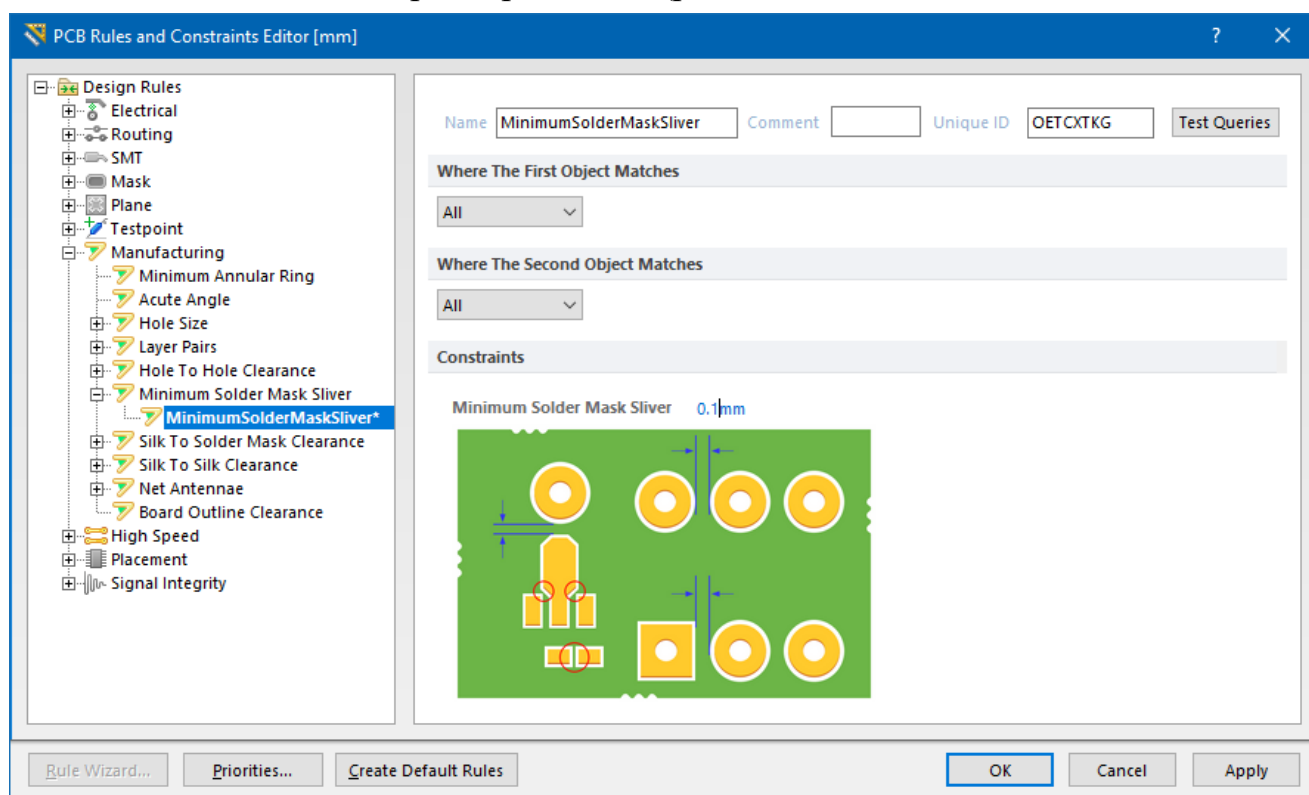 PCB Rules and Constraints Editor [mm]
?
Design Rules
Electrical
Routing
SMT
Mask
Plane
Testpoint
Manufacturing
Minimum Annular Ring
Acute Angle
Hole Size
Layer Pairs
Hole To Hole Clearance
Minimum Solder Mask Sliver
MinimumSolderMaskSliver*
Silk To Solder Mask Clearance
Silk To Silk Clearance
Net Antennae
Board Outline Clearance
High Speed
Placement
Signal Integrity
Name MinimumSolderMaskSliver Comment Unique ID OETCXTKG Test Queries
Where The First Object Matches
All
Where The Second Object Matches
All
Constraints
Minimum Solder Mask Sliver 0.1mm
Rule Wizard... Priorities... Create Default Rules OK Cancel Apply